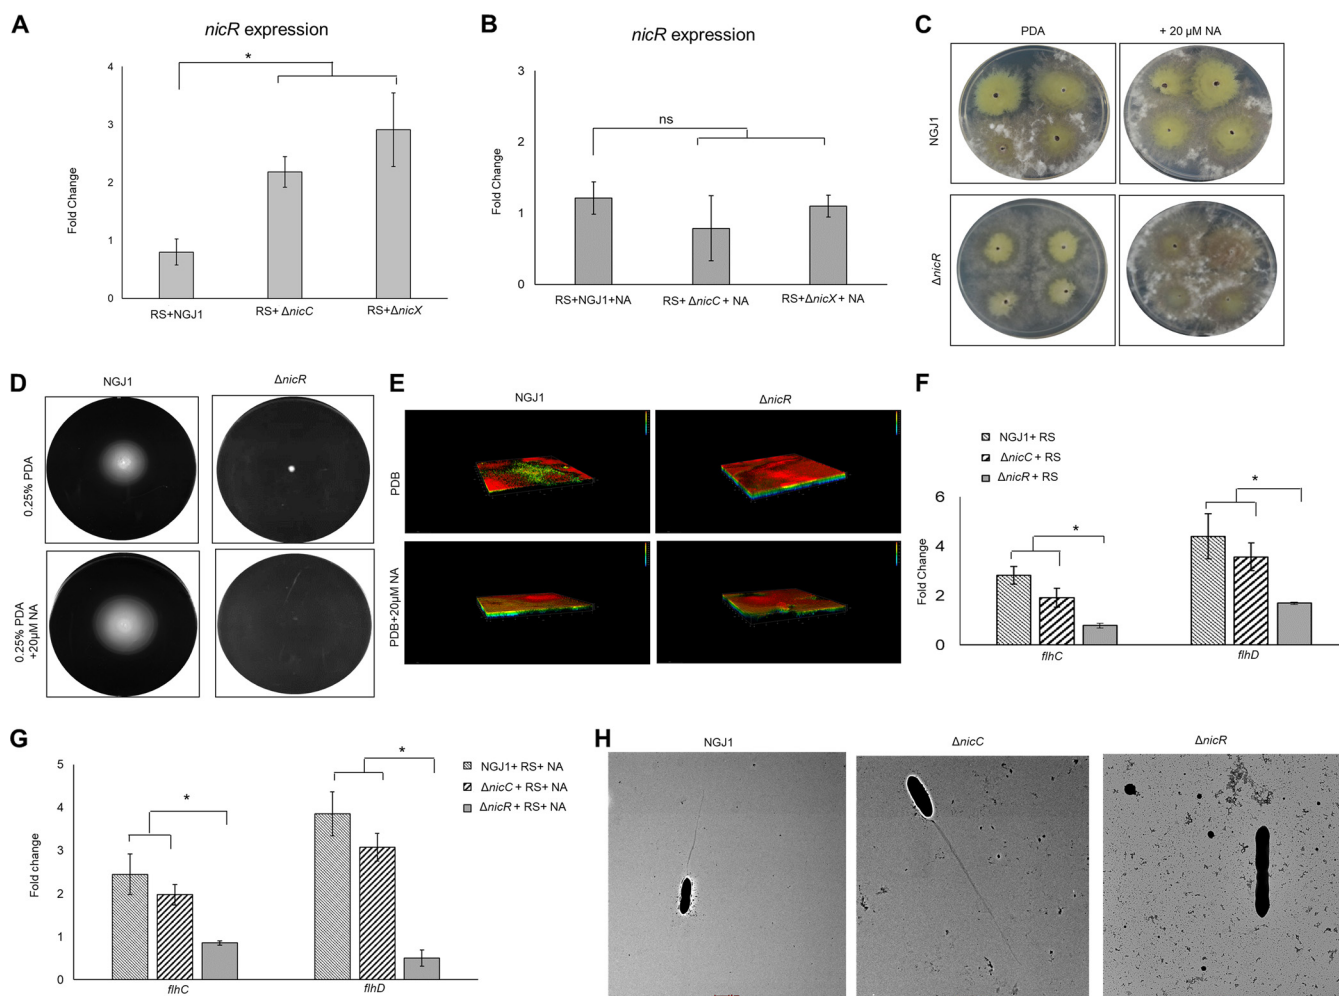 A
nicR expression
*
Fold Change
4
3
2
1
0
RS+NGJ1
RS+ ΔnicC
RS+ΔnicX
B
nicR expression
ns
Fold Change
3
2
1
0
RS+NGJ1+NA
RS+ ΔnicC + NA
RS+ΔnicX + NA
C
PDA
+ 20 µM NA
NGJ1
ΔnicR
D
NGJ1
ΔnicR
0.25% PDA
0.25% PDA
+20µM NA
E
NGJ1
ΔnicR
PDB
PDB+20µM NA
F
NGJ1+ RS
ΔnicC + RS
ΔnicR + RS
Fold Change
6
4
2
0
*
*
flhC
flhD
G
Fold change
5
4
3
2
1
0
*
*
NGJ1+ RS+ NA
ΔnicC + RS+ NA
ΔnicR + RS+ NA
flhC
flhD
H
NGJ1
ΔnicC
ΔnicR